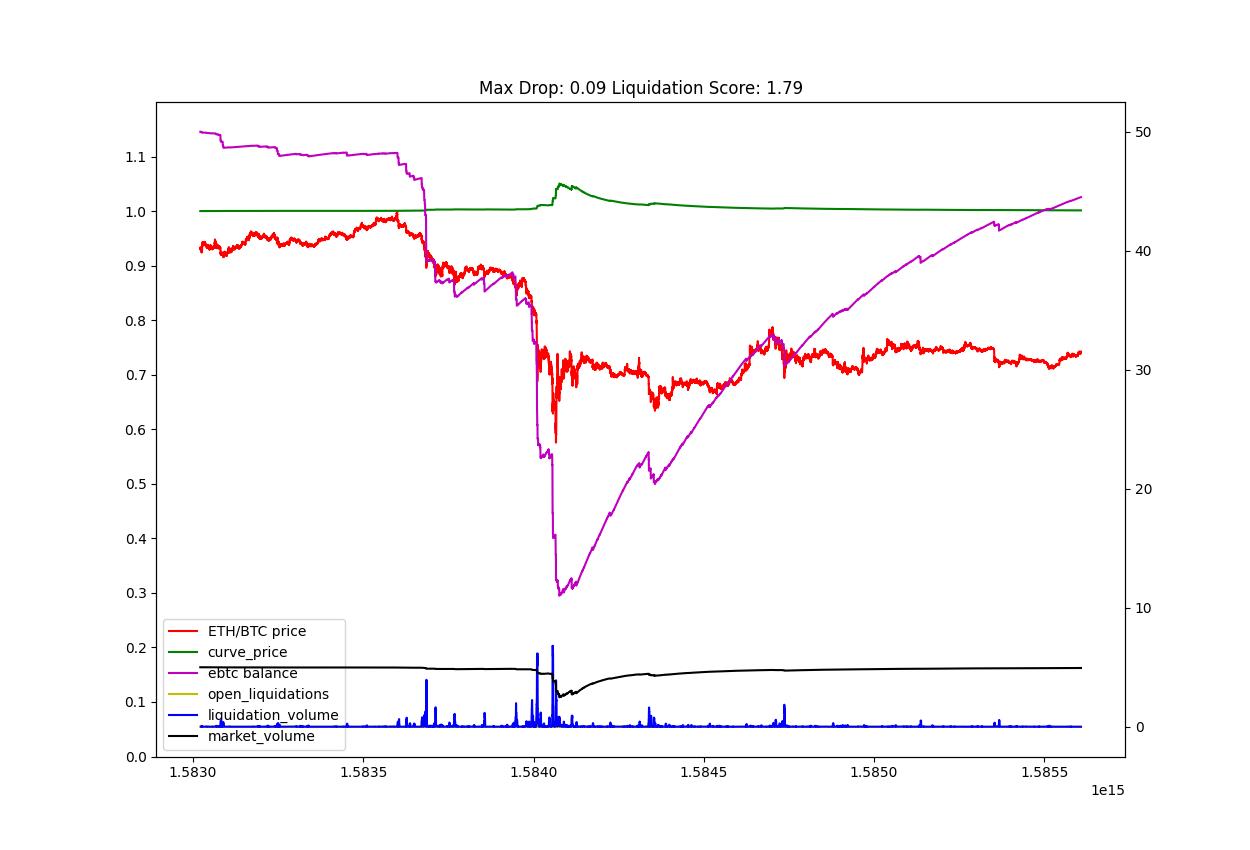 Max Drop: 0.09 Liquidation Score: 1.79
1.1
1.0
0.9
0.8
0.7
0.6
0.5
0.4
0.3
0.2
0.1
0.0
50
40
30
20
10
0
ETH/BTC price
curve_price
ebtc balance
open_liquidations
liquidation_volume
market_volume
1.5830 1.5835 1.5840 1.5845 1.5850 1.5855
1e15